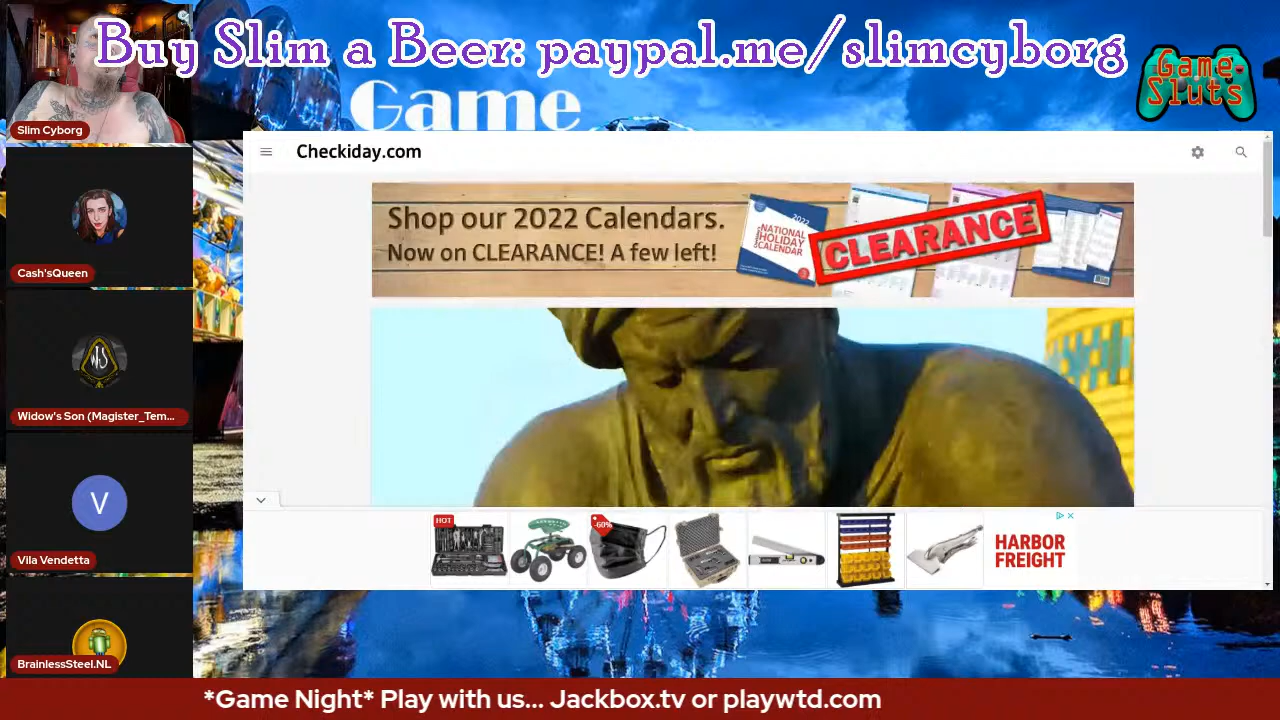 Buy Slim a Beer: paypal.me/slimcyborg
Game-
Sluts
Game
Slim Cyborg
Checkiday.com
Shop our 2022 Calendars.
Now on CLEARANCE! A few left!
2022
NATIONAL
HOLIDAY
CALENDAR
CLEARANCE
Cash'sQueen
WS
Widow's Son (Magister_Tem...
V
Vila Vendetta
BrainlessSteel.NL
HOT
-60%
HARBOR
FREIGHT
*Game Night* Play with us... Jackbox.tv or playwtd.com